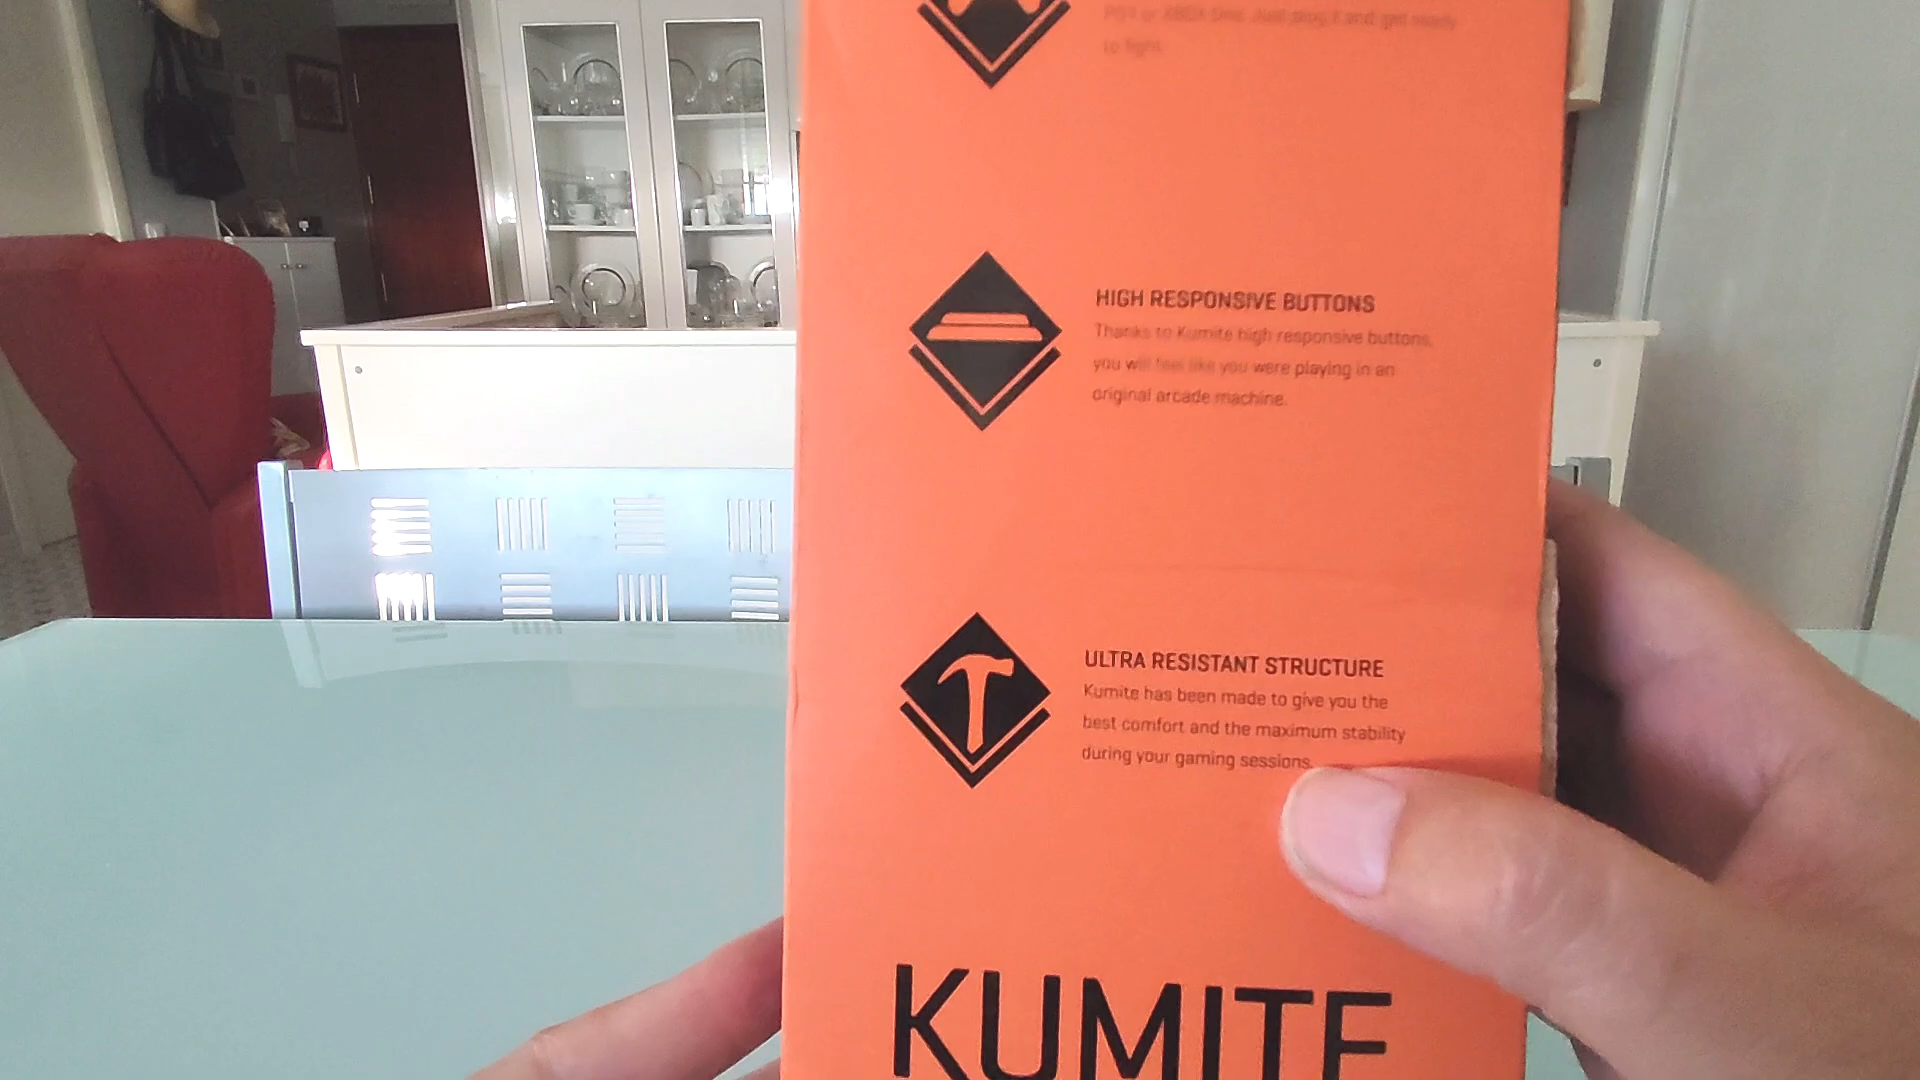 PS4 or XBOX One. Just plug it and get ready
to fight.
HIGH RESPONSIVE BUTTONS
Thanks to Kumite high responsive buttons,
you will feel like you were playing in an
original arcade machine.
ULTRA RESISTANT STRUCTURE
Kumite has been made to give you the
best comfort and the maximum stability
during your gaming sessions.
KUMITE